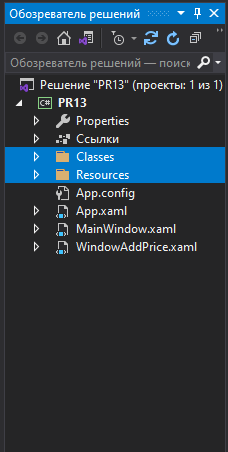 Обозреватель решений
Обозреватель решений — поиск
Решение "PR13" (проекты: 1 из 1)
C# PR13
Properties
Ссылки
Classes
Resources
App.config
App.xaml
MainWindow.xaml
WindowAddPrice.xaml